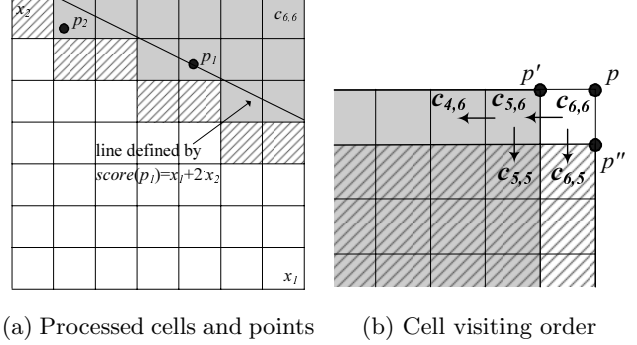 x2
p2
c6,6
p1
line defined by
score(p1)=x1+2x2
x1
p'
p
c4,6
c5,6
c6,6
c5,5
c6,5
p''
(a) Processed cells and points
(b) Cell visiting order